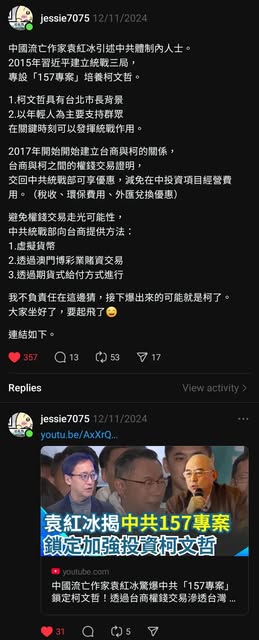 jessie7075 12/11/2024
中國流亡作家袁紅冰引述中共體制內人士。
2015年習近平建立統戰三局，
專設「157專案」培養柯文哲。
1.柯文哲具有台北市長背景
2.以年輕人為主要支持群眾
在關鍵時刻可以發揮統戰作用。
2017年開始開始建立台商與柯的關係，
台商與柯之間的權錢交易證明，
交回中共統戰部可享優惠，減免在中投資項目經營費
用。（稅收、環保費用、外匯兌換優惠）
避免權錢交易走光可能性，
中共統戰部向台商提供方法：
1.虛擬貨幣
2.透過澳門博彩業賭資交易
3.透過期貨式給付方式進行
我不負責任在這邊猜，接下爆出來的可能就是柯了。
大家坐好了，要起飛了😄
連結如下。
357 13 53 17
Replies View activity >
jessie7075 12/11/2024 ...
youtu.be/AxXrQ...
袁紅冰揭中共157專案
鎖定加強投資柯文哲
youtube.com
中國流亡作家袁紅冰驚爆中共「157專案」
鎖定柯文哲！透過台商權錢交易滲透台灣 ...
31 5